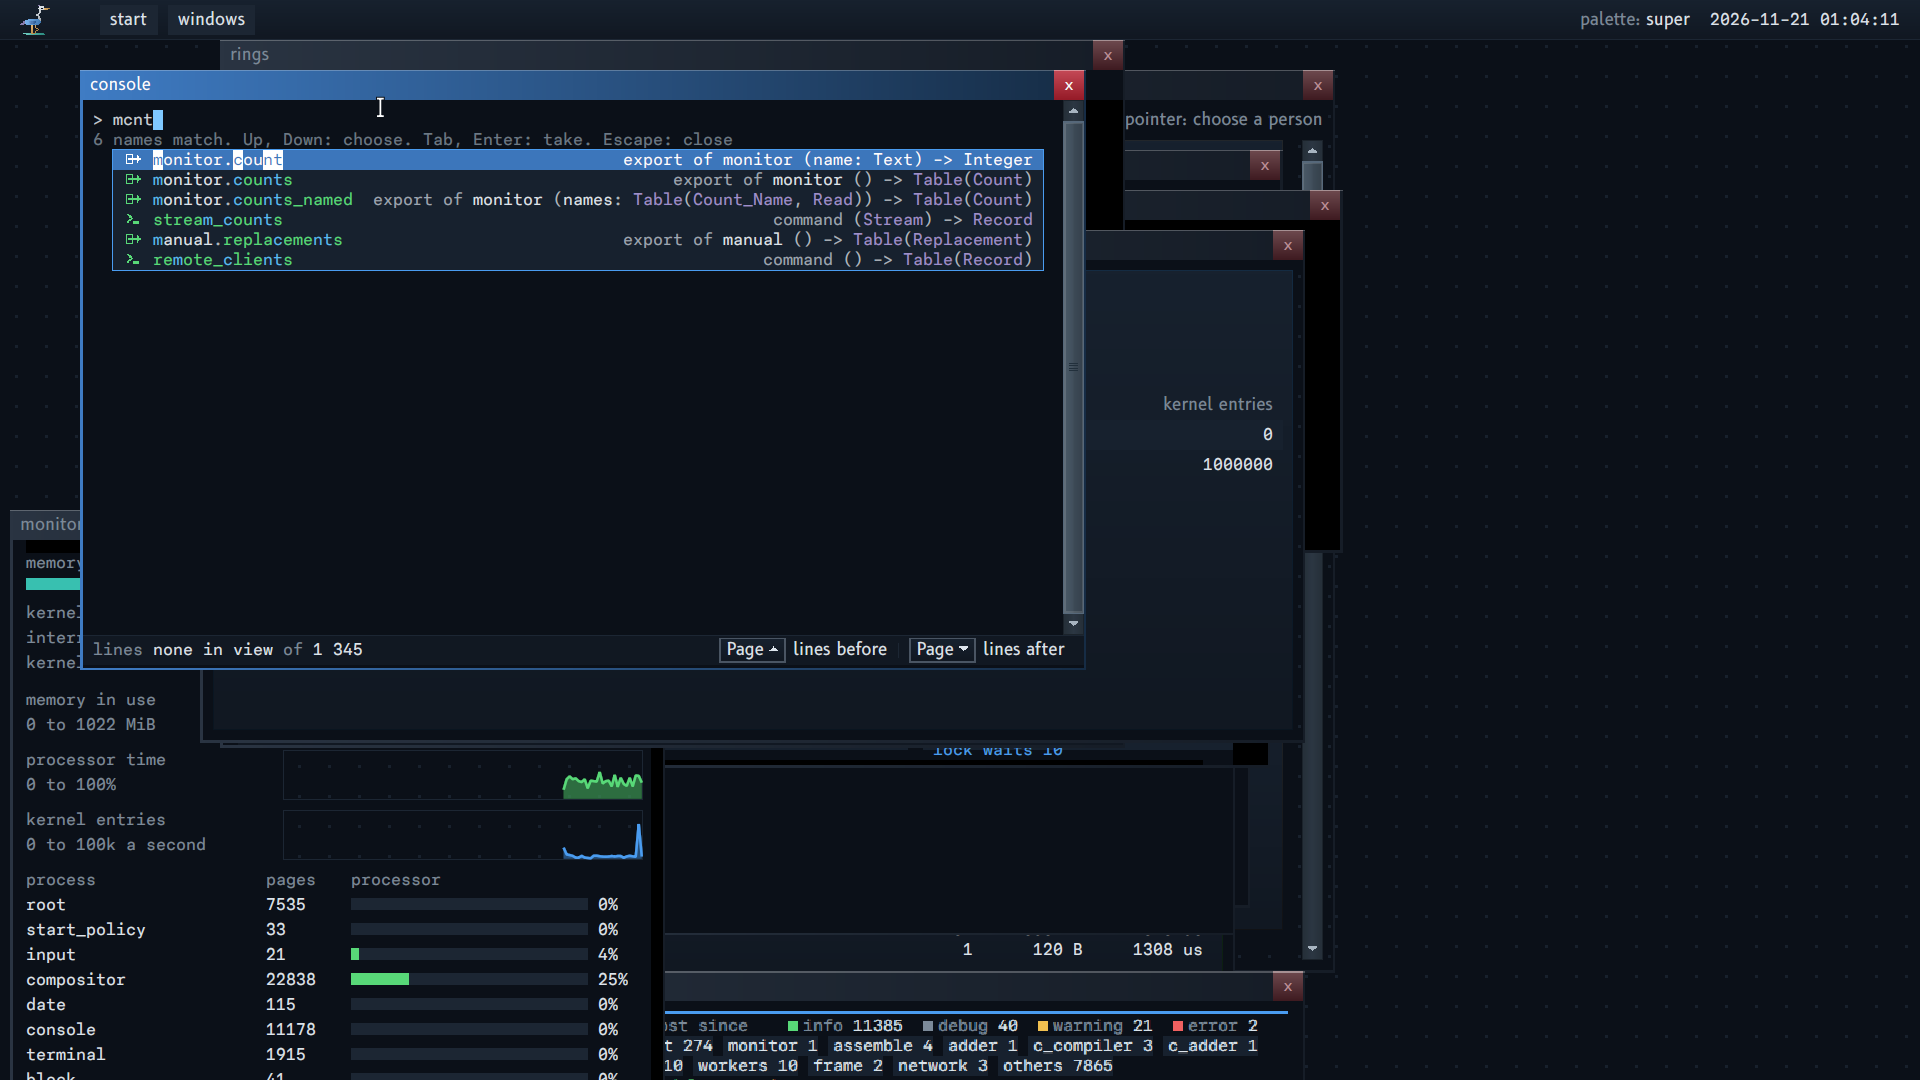 start windows palette: super 2026-11-21 01:04:11
rings x
console x
x
> mcnt
pointer: choose a person
6 names match. Up, Down: choose. Tab, Enter: take. Escape: close
monitor.count export of monitor (name: Text) -> Integer
x
monitor.counts export of monitor () -> Table(Count)
monitor.counts_named export of monitor (names: Table(Count_Name, Read)) -> Table(Count)
x
stream_counts command (Stream) -> Record
manual.replacements export of manual () -> Table(Replacement)
x
remote_clients command () -> Table(Record)
kernel entries
0
1000000
monitor
memory
kernel
kerne
lines none in view of 1 345 Page lines before Page lines after
memory in use
0 to 1022 MiB
lock waits 10
processor time
0 to 100%
kernel entries
0 to 100k a second
process pages processor
root 7535 0%
start_policy 33 0%
input 21 4%
1 120 B 1308 us
compositor 22838 25%
x
date 115 0%
console 11178 0%
st since info 11385 debug 40 warning 21 error 2
t 274 monitor 1 assemble 4 adder 1 c_compiler 3 c_adder 1
terminal 1915 0%
10 workers 10 frame 2 network 3 others 7865
block 41 0%